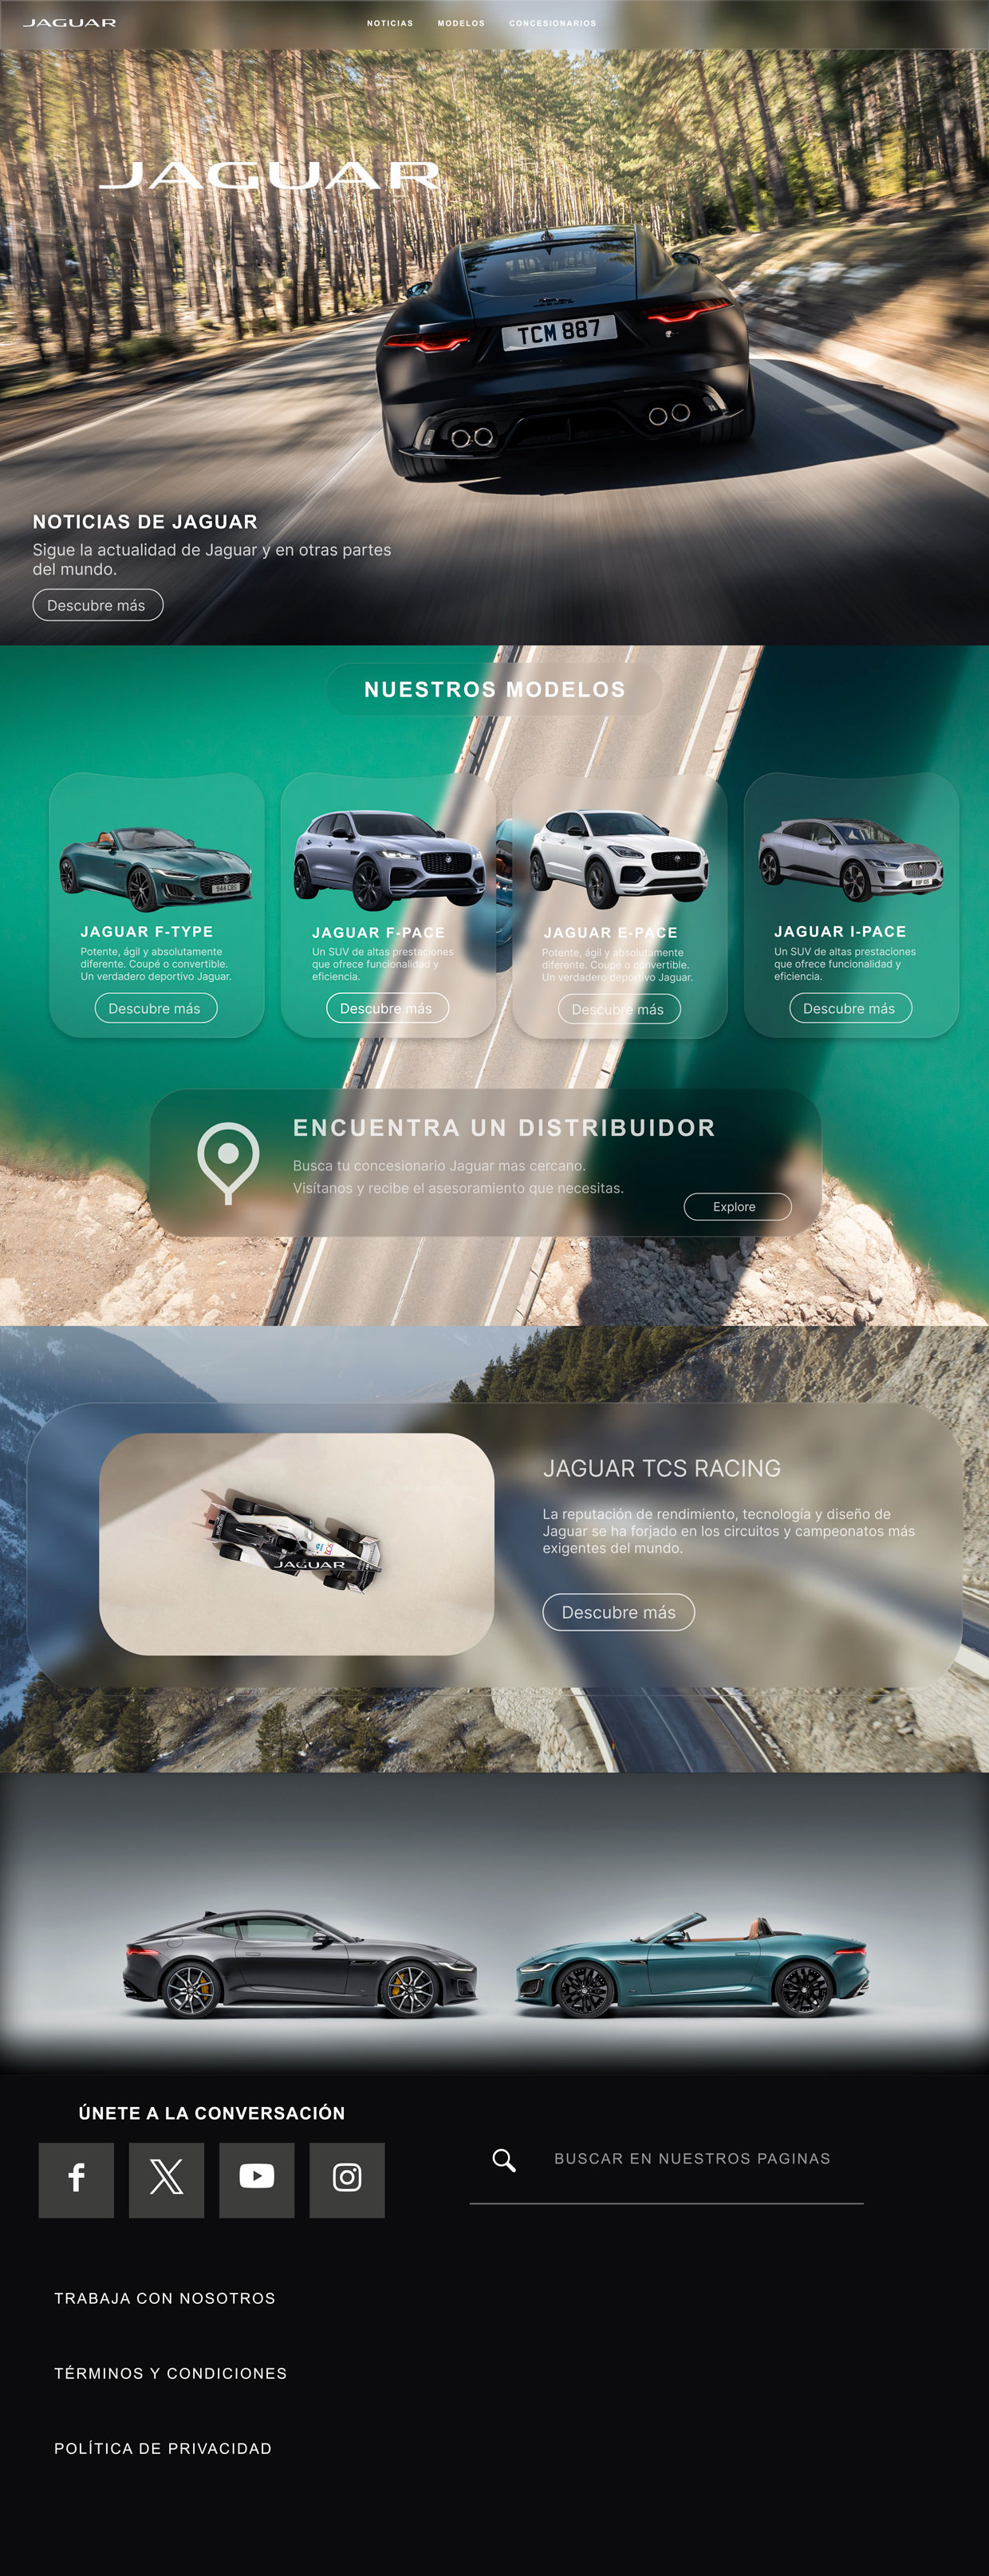 JAGUAR
NOTICIAS MODELOS CONCESIONARIOS
JAGUAR
TCM 887
NOTICIAS DE JAGUAR
Sigue la actualidad de Jaguar y en otras partes
del mundo.
Descubre más
NUESTROS MODELOS
JAGUAR F-TYPE
Potente, ágil y absolutamente
diferente. Coupé o convertible.
Un verdadero deportivo Jaguar.
Descubre más
JAGUAR F-PACE
Un SUV de altas prestaciones
que ofrece funcionalidad y
eficiencia.
Descubre más
JAGUAR E-PACE
Potente, ágil y absolutamente
diferente. Coupé o convertible.
Un verdadero deportivo Jaguar.
Descubre más
JAGUAR I-PACE
Un SUV de altas prestaciones
que ofrece funcionalidad y
eficiencia.
Descubre más
ENCUENTRA UN DISTRIBUIDOR
Busca tu concesionario Jaguar mas cercano.
Visítanos y recibe el asesoramiento que necesitas.
Explore
JAGUAR
JAGUAR TCS RACING
La reputación de rendimiento, tecnología y diseño de
Jaguar se ha forjado en los circuitos y campeonatos más
exigentes del mundo.
Descubre más
ÚNETE A LA CONVERSACIÓN
BUSCAR EN NUESTROS PAGINAS
TRABAJA CON NOSOTROS
TÉRMINOS Y CONDICIONES
POLÍTICA DE PRIVACIDAD